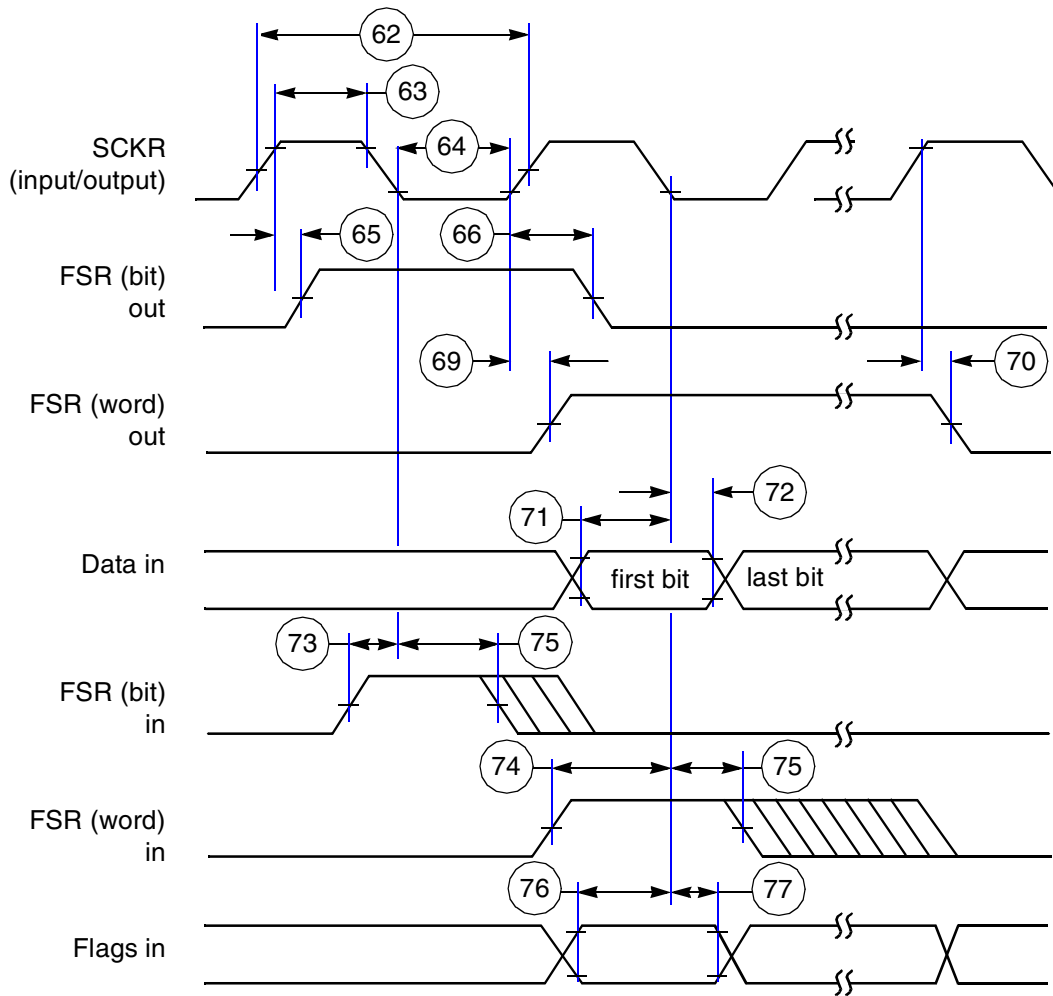 62
63
SCKR
(input/output)
64
65
66
FSR (bit)
out
69
70
FSR (word)
out
71
72
Data in
first bit
last bit
73
75
FSR (bit)
in
74
75
FSR (word)
in
76
77
Flags in